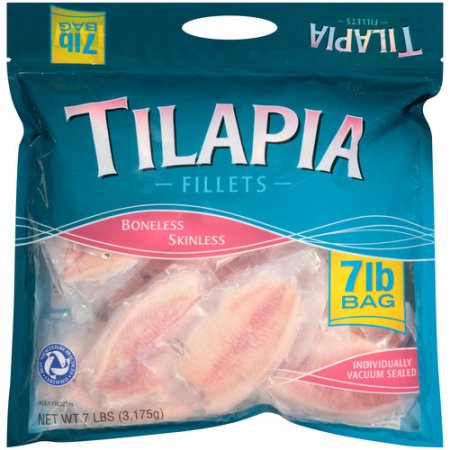 7lb
BAG
TILAPIA
FILLETS
TILAPIA
FILLETS
BONELESS
SKINLESS
7lb
BAG
INDIVIDUALLY
VACUUM SEALED
KEEP FROZEN
NET WT 7 LBS (3,175g)